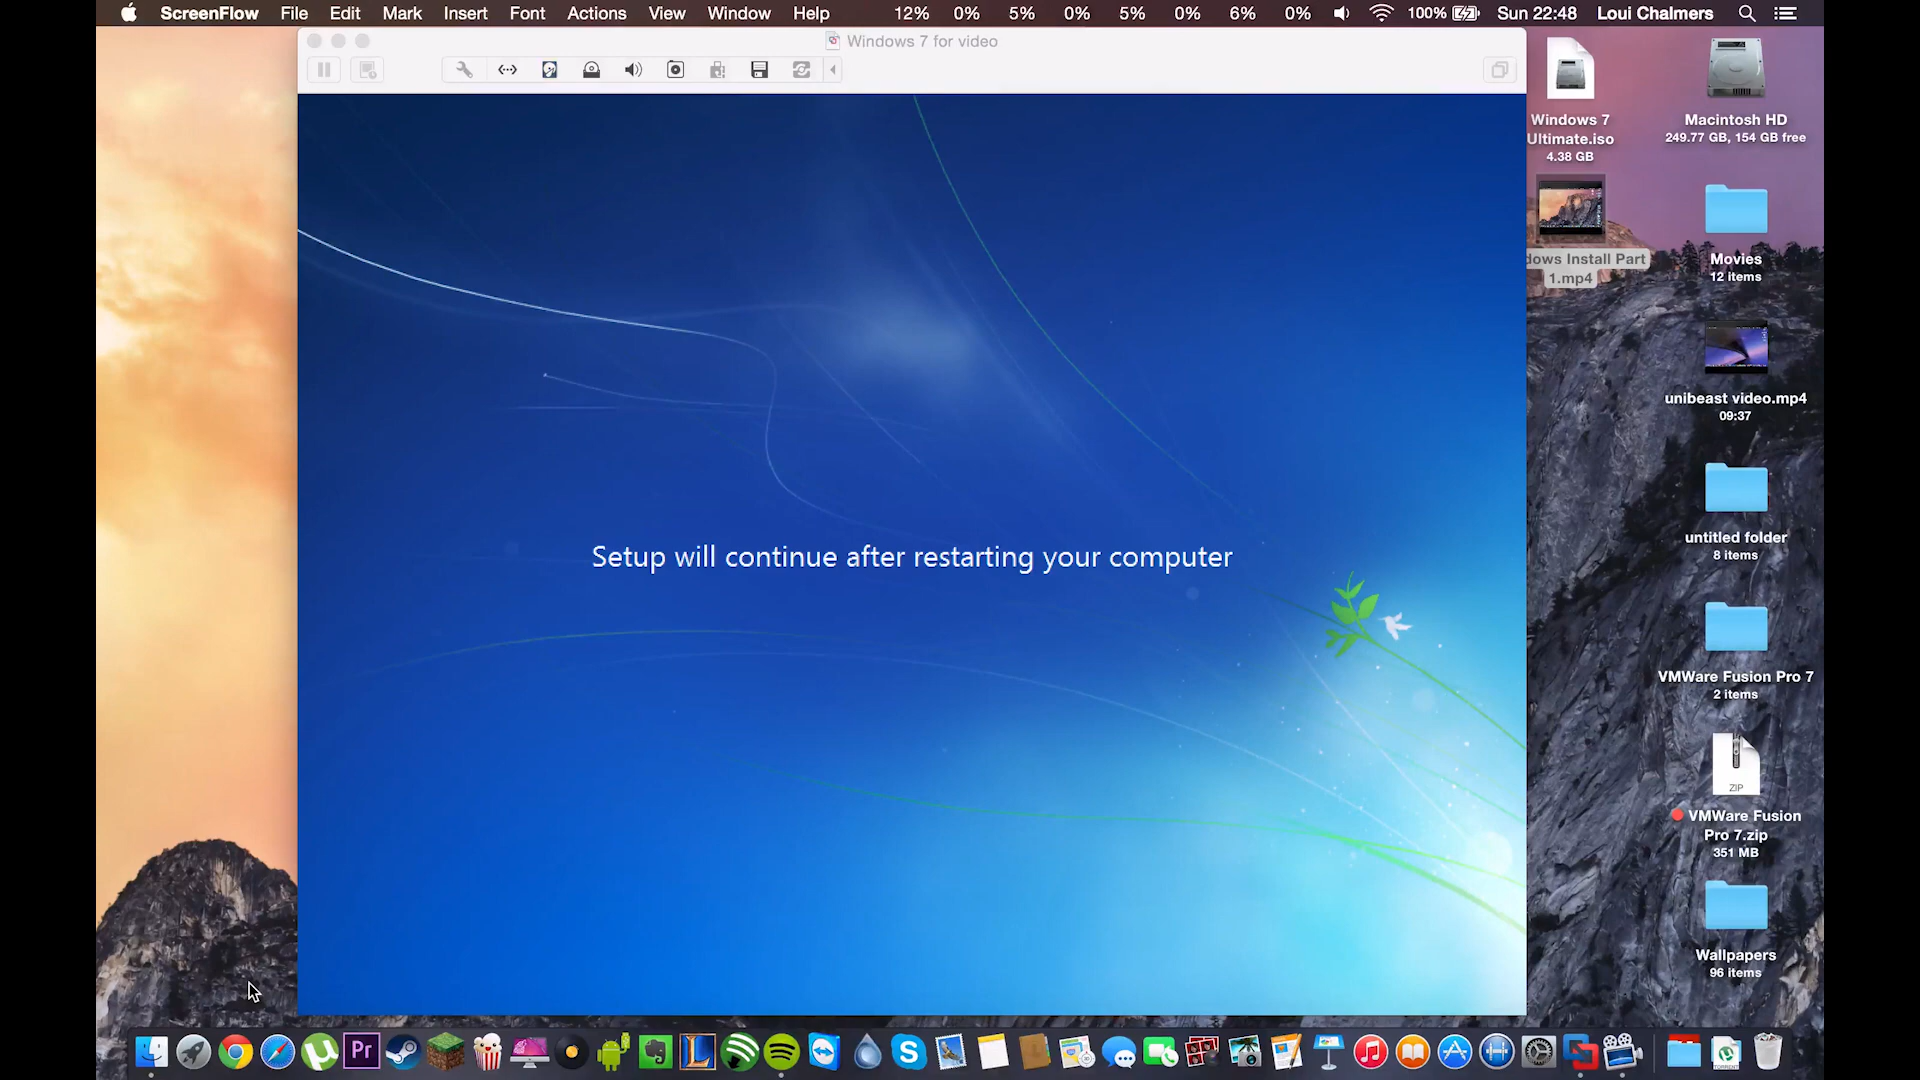 ScreenFlow File Edit Mark Insert Font Actions View Window Help 12% 0% 5% 0% 5% 0% 6% 0% 100% Sun 22:48 Loui Chalmers
Windows 7 for video
Windows 7
Ultimate.iso
4.38 GB
Macintosh HD
249.77 GB, 154 GB free
dows Install Part
1.mp4
Movies
12 items
unibeast video.mp4
09:37
untitled folder
8 items
Setup will continue after restarting your computer
VMWare Fusion Pro 7
2 items
ZIP
VMWare Fusion
Pro 7.zip
351 MB
Wallpapers
96 items
Pr
TORRENT